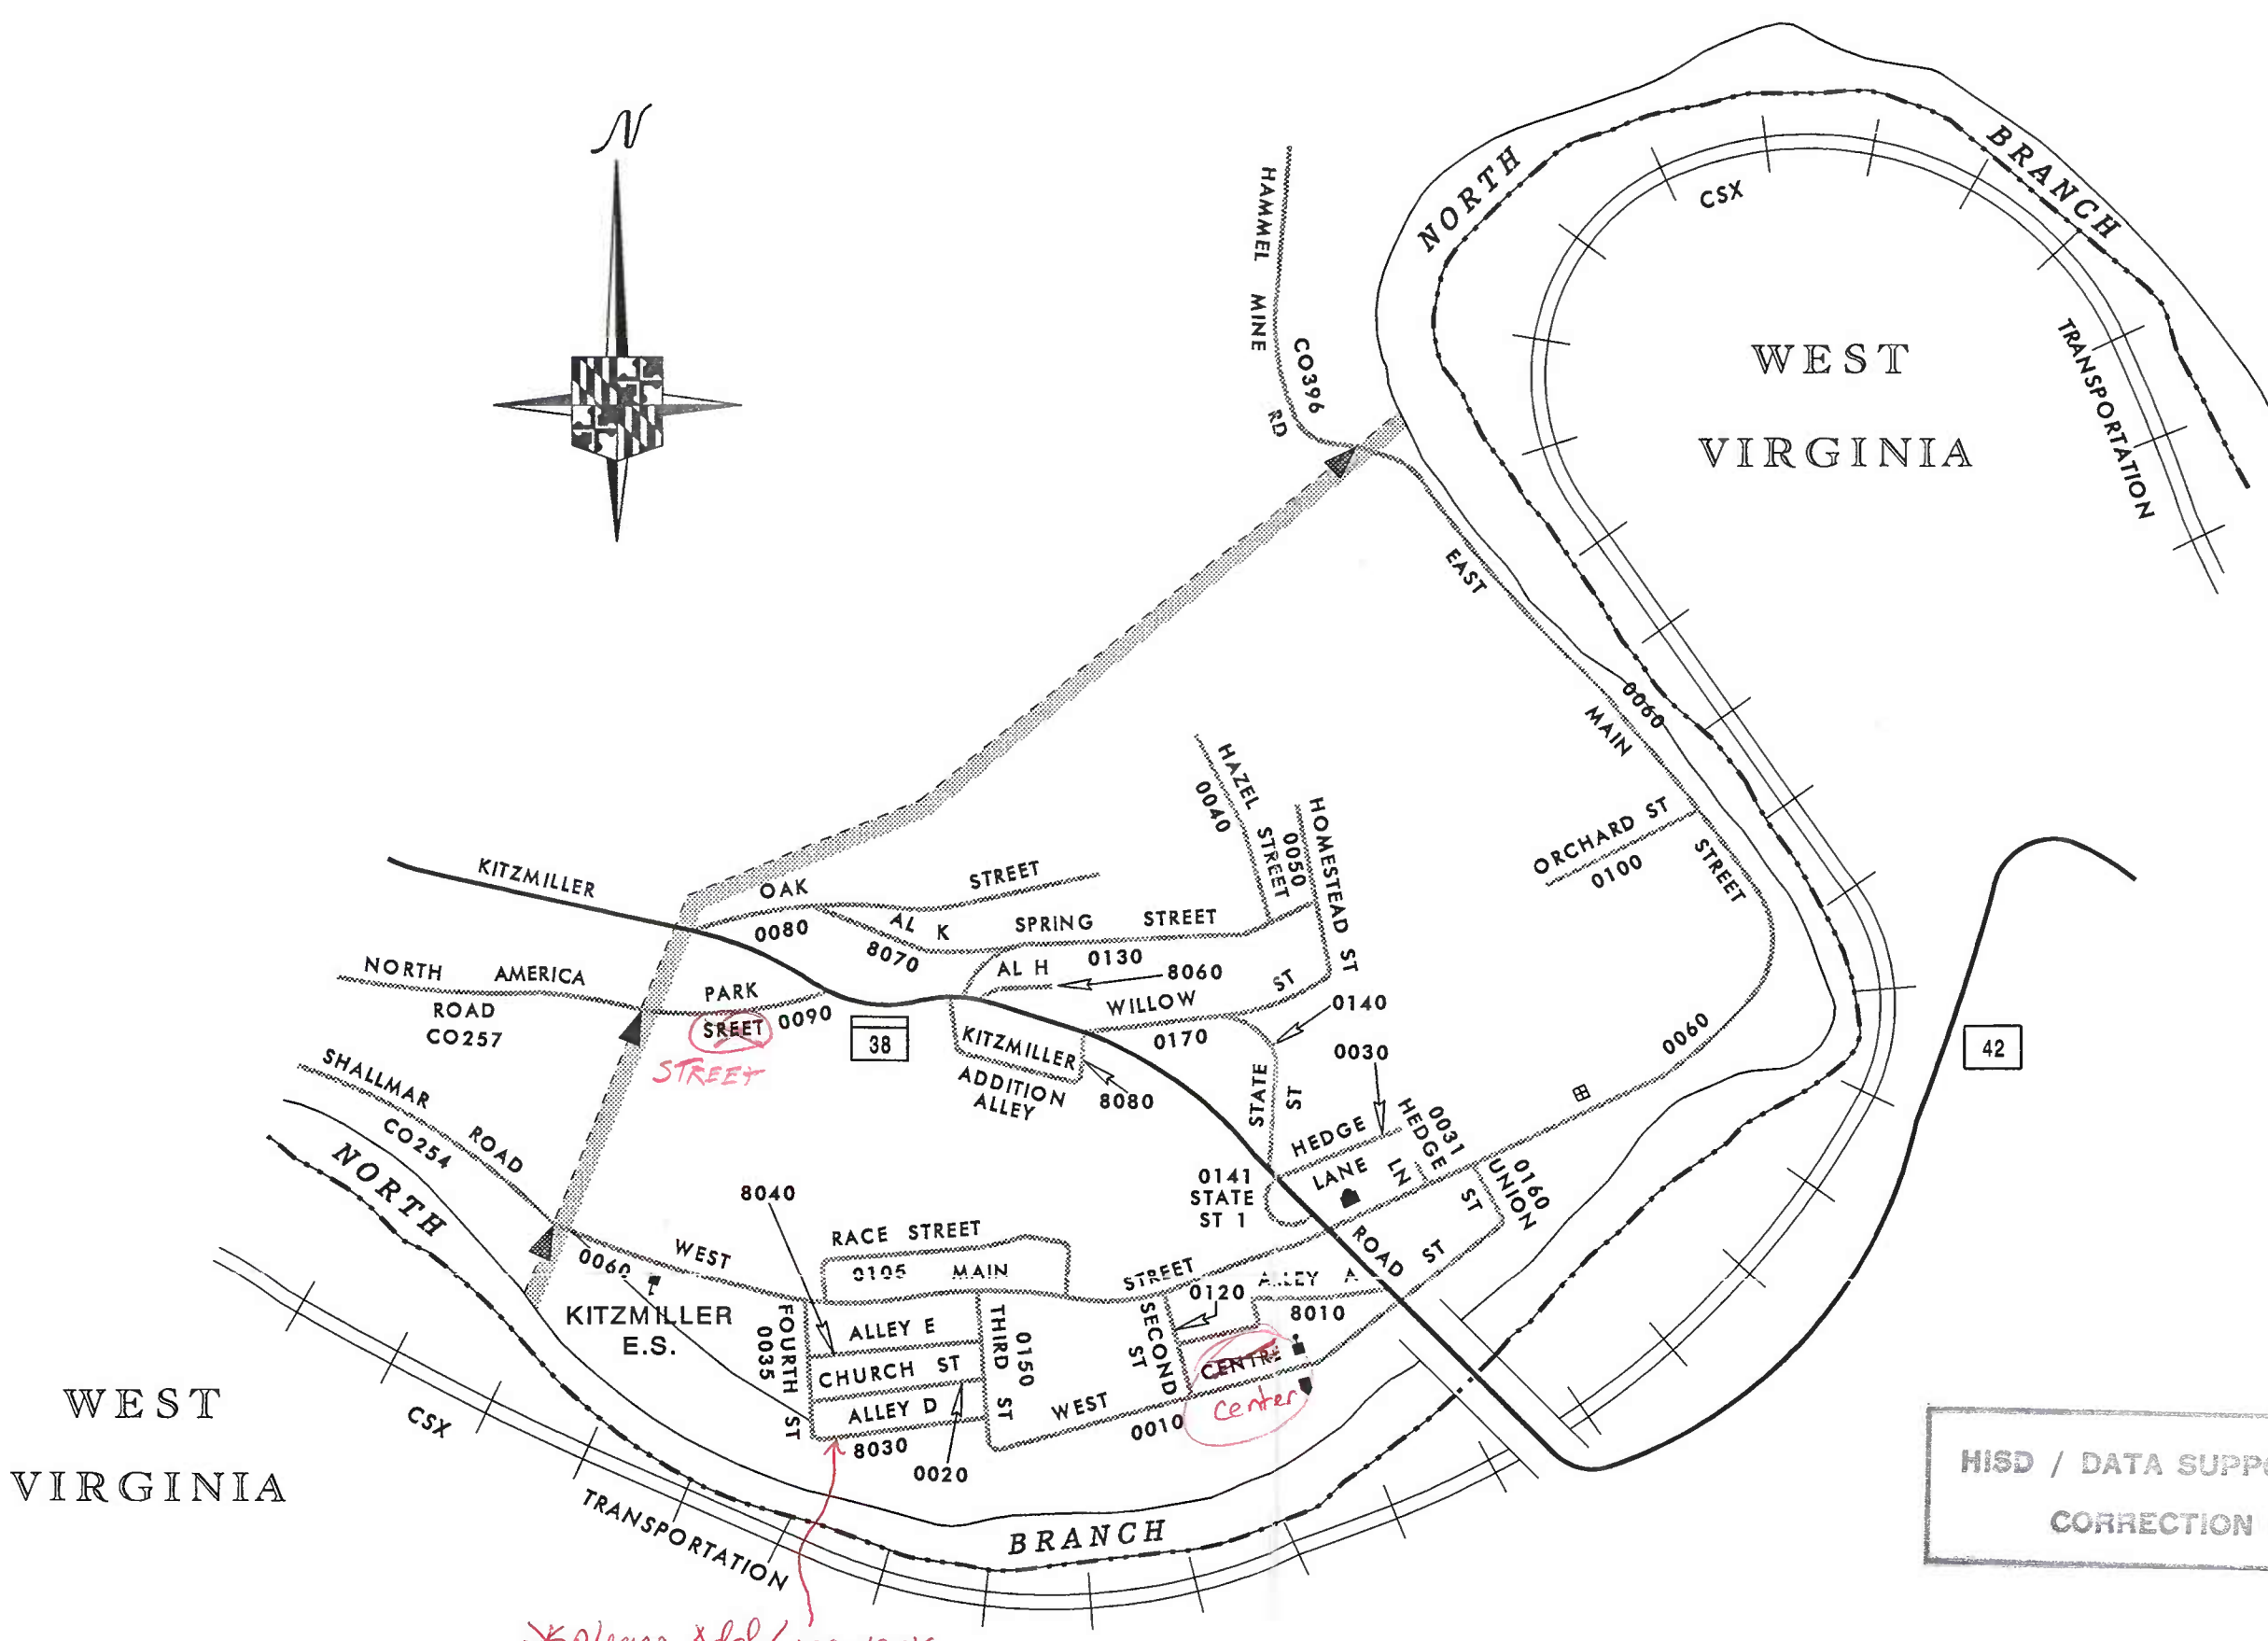 N
HAMMEL MINE RD
CO396
NORTH BRANCH
CSX
TRANSPORTATION
WEST
VIRGINIA
EAST MAIN STREET
0060
ORCHARD ST
0100
HAZEL STREET
0040
HOMESTEAD ST
0050
KITZMILLER
OAK STREET
0080
AL K
8070
SPRING STREET
0130
AL H
8060
NORTH AMERICA
ROAD
CO257
PARK
SREET
0090
STREET
38
WILLOW ST
0170
0140
KITZMILLER
ADDITION
ALLEY
8080
STATE ST
0030
0060
42
SHALLMAR ROAD
CO254
NORTH
HEDGE
LANE
HEDGE LN
0031
UNION ST
0160
0141
STATE
ST 1
ROAD
8040
RACE STREET
0105
WEST MAIN STREET
0060
KITZMILLER
E.S.
FOURTH ST
0035
ALLEY E
CHURCH ST
ALLEY D
8030
0020
THIRD ST
0150
SECOND ST
0120
ALLEY A
8010
WEST CENTRE ST
0010
Center
WEST
VIRGINIA
CSX
TRANSPORTATION
BRANCH
HISD / DATA SUPPO
CORRECTION
*please Add